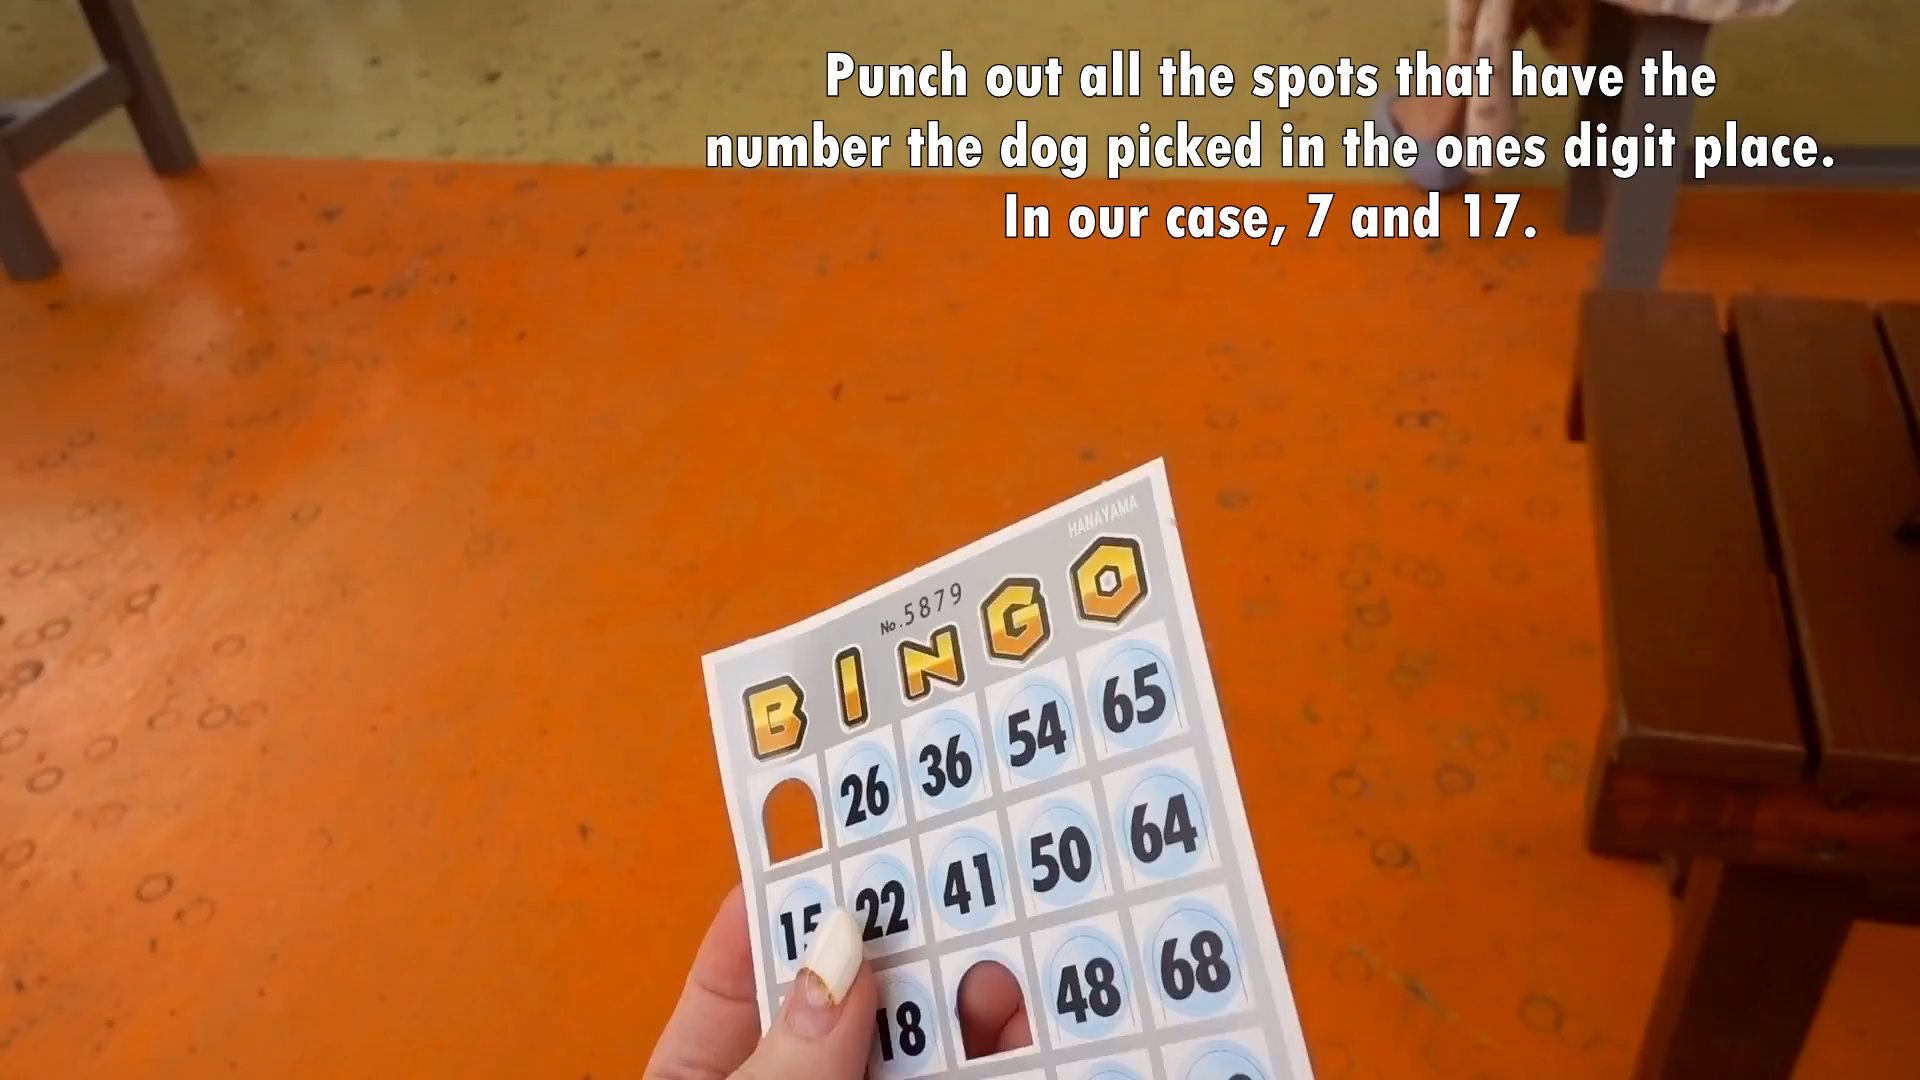 Punch out all the spots that have the
number the dog picked in the ones digit place.
In our case, 7 and 17.
HANAYAMA
No.5879
BINGO
26 36 54 65
15 22 41 50 64
18 48 68